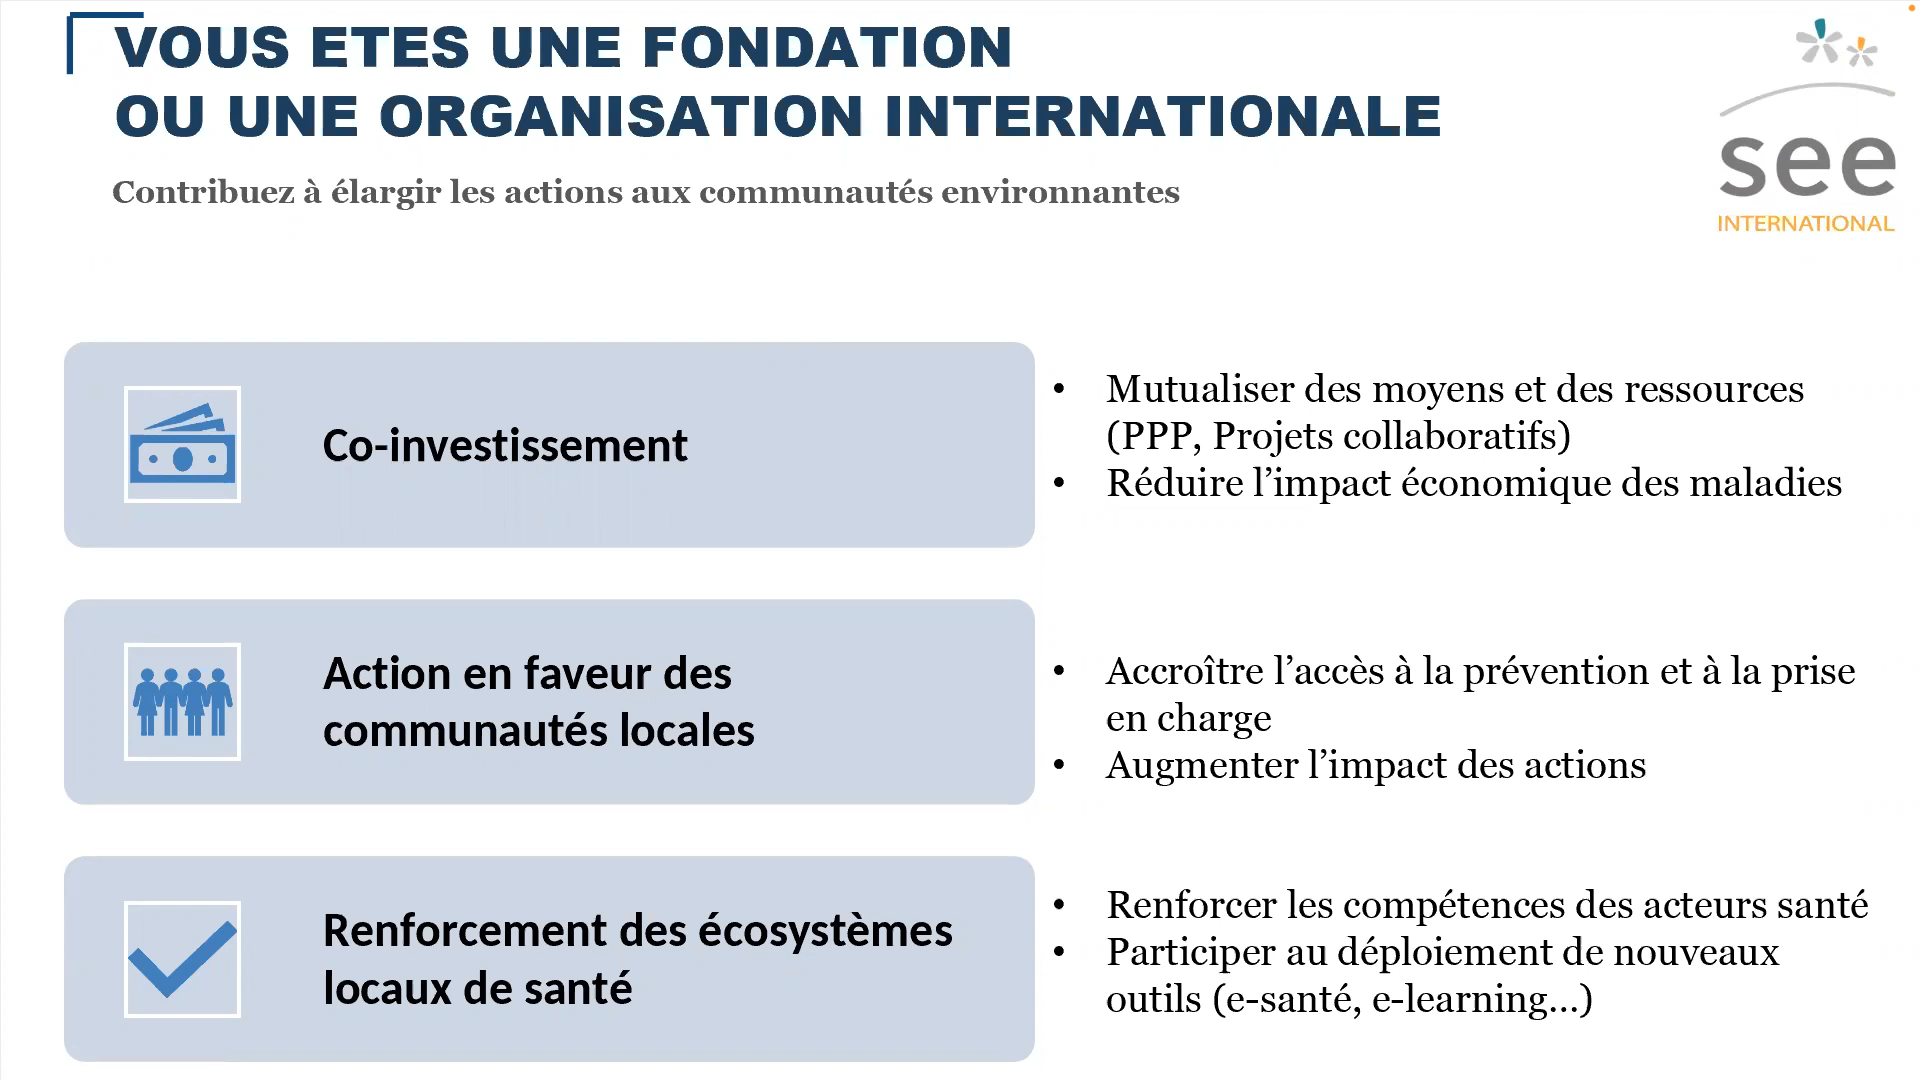 VOUS ETES UNE FONDATION
OU UNE ORGANISATION INTERNATIONALE
Contribuez à élargir les actions aux communautés environnantes
see
INTERNATIONAL
Co-investissement
• Mutualiser des moyens et des ressources
(PPP, Projets collaboratifs)
• Réduire l’impact économique des maladies
Action en faveur des
communautés locales
• Accroître l’accès à la prévention et à la prise
en charge
• Augmenter l’impact des actions
Renforcement des écosystèmes
locaux de santé
• Renforcer les compétences des acteurs santé
• Participer au déploiement de nouveaux
outils (e-santé, e-learning…)